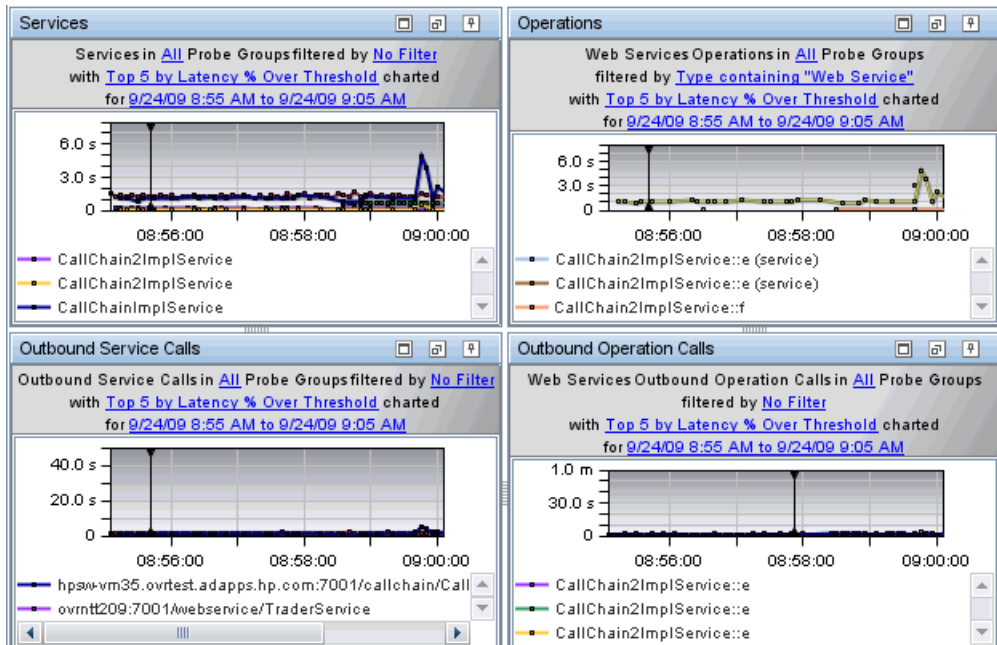 Services
Services in All Probe Groups filtered by No Filter
with Top 5 by Latency % Over Threshold charted
for 9/24/09 8:55 AM to 9/24/09 9:05 AM
6.0 s
3.0 s
0
08:56:00 08:58:00 09:00:00
CallChain2ImplService
CallChain2ImplService
CallChainImplService
Operations
Web Services Operations in All Probe Groups
filtered by Type containing "Web Service"
with Top 5 by Latency % Over Threshold charted
for 9/24/09 8:55 AM to 9/24/09 9:05 AM
6.0 s
3.0 s
0
08:56:00 08:58:00 09:00:00
CallChain2ImplService::e (service)
CallChain2ImplService::e (service)
CallChain2ImplService::f
Outbound Service Calls
Outbound Service Calls in All Probe Groups filtered by No Filter
with Top 5 by Latency % Over Threshold charted
for 9/24/09 8:55 AM to 9/24/09 9:05 AM
40.0 s
20.0 s
0
08:56:00 08:58:00 09:00:00
hpsw-vm35.ovrtest.adapps.hp.com:7001/callchain/Call
ovrntt209:7001/webservice/TraderService
Outbound Operation Calls
Web Services Outbound Operation Calls in All Probe Groups
filtered by No Filter
with Top 5 by Latency % Over Threshold charted
for 9/24/09 8:55 AM to 9/24/09 9:05 AM
1.0 m
30.0 s
0
08:56:00 08:58:00 09:00:00
CallChain2ImplService::e
CallChain2ImplService::e
CallChain2ImplService::e